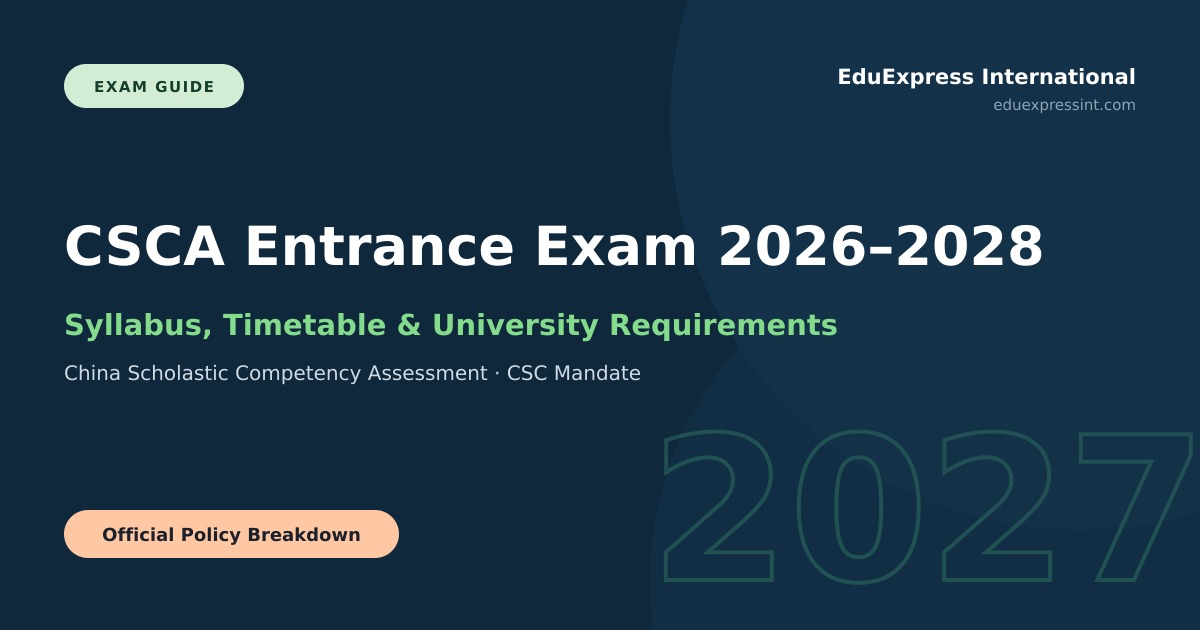 EXAM GUIDE
EduExpress International
eduexpressint.com
CSCA Entrance Exam 2026–2028
Syllabus, Timetable & University Requirements
China Scholastic Competency Assessment · CSC Mandate
2027
Official Policy Breakdown